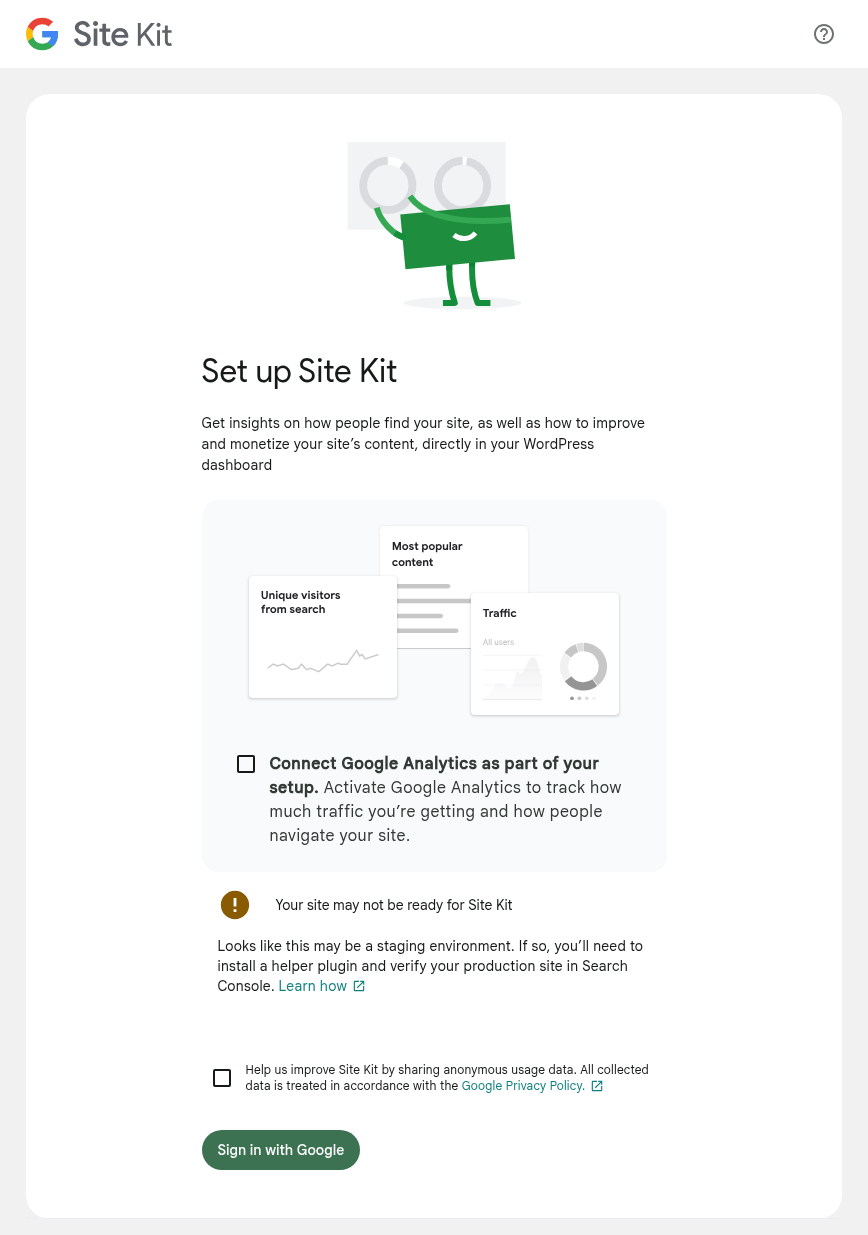 Site Kit
Set up Site Kit
Get insights on how people find your site, as well as how to improve
and monetize your site’s content, directly in your WordPress
dashboard
Most popular
content
Unique visitors
from search
Traffic
All users
Connect Google Analytics as part of your
setup. Activate Google Analytics to track how
much traffic you’re getting and how people
navigate your site.
Your site may not be ready for Site Kit
Looks like this may be a staging environment. If so, you’ll need to
install a helper plugin and verify your production site in Search
Console. Learn how
Help us improve Site Kit by sharing anonymous usage data. All collected
data is treated in accordance with the Google Privacy Policy.
Sign in with Google